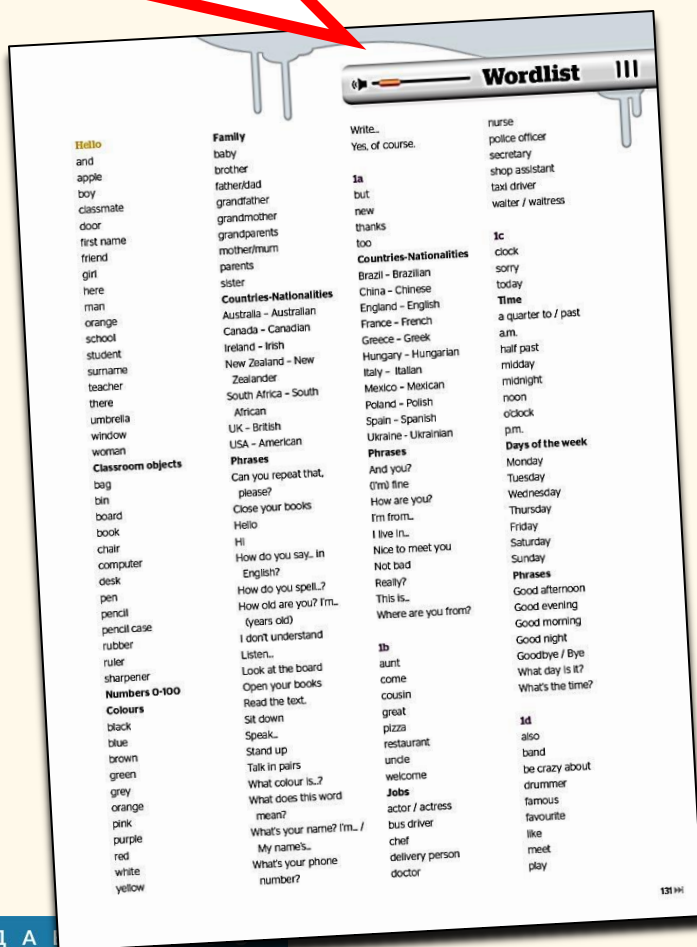 Wordlist
Hello
and
apple
boy
classmate
door
first name
friend
girl
here
man
orange
school
student
surname
teacher
there
umbrella
window
woman
Classroom objects
bag
bin
board
book
chair
computer
desk
pen
pencil
pencil case
rubber
ruler
sharpener
Numbers 0-100
Colours
black
blue
brown
green
grey
orange
pink
purple
red
white
yellow
Family
baby
brother
father/dad
grandfather
grandmother
grandparents
mother/mum
parents
sister
Countries-Nationalities
Australia – Australian
Canada – Canadian
Ireland – Irish
New Zealand – New
Zealander
South Africa – South
African
UK – British
USA – American
Phrases
Can you repeat that,
please?
Close your books
Hello
Hi
How do you say... in
English?
How do you spell...?
How old are you? I'm...
(years old)
I don't understand
Listen...
Look at the board
Open your books
Read the text.
Sit down
Speak...
Stand up
Talk in pairs
What colour is...?
What does this word
mean?
What's your name? I'm... /
My name's...
What's your phone
number?
Write...
Yes, of course.
1a
but
new
thanks
too
Countries-Nationalities
Brazil – Brazilian
China – Chinese
England – English
France – French
Greece – Greek
Hungary – Hungarian
Italy – Italian
Mexico – Mexican
Poland – Polish
Spain – Spanish
Ukraine - Ukrainian
Phrases
And you?
(I'm) fine
How are you?
I'm from...
I live in...
Nice to meet you
Not bad
Really?
This is...
Where are you from?
1b
aunt
come
cousin
great
pizza
restaurant
uncle
welcome
Jobs
actor / actress
bus driver
chef
delivery person
doctor
nurse
police officer
secretary
shop assistant
taxi driver
waiter / waitress
1c
clock
sorry
today
Time
a quarter to / past
a.m.
half past
midday
midnight
noon
o'clock
p.m.
Days of the week
Monday
Tuesday
Wednesday
Thursday
Friday
Saturday
Sunday
Phrases
Good afternoon
Good evening
Good morning
Good night
Goodbye / Bye
What day is it?
What's the time?
1d
also
band
be crazy about
drummer
famous
favourite
like
meet
play
131
Д А